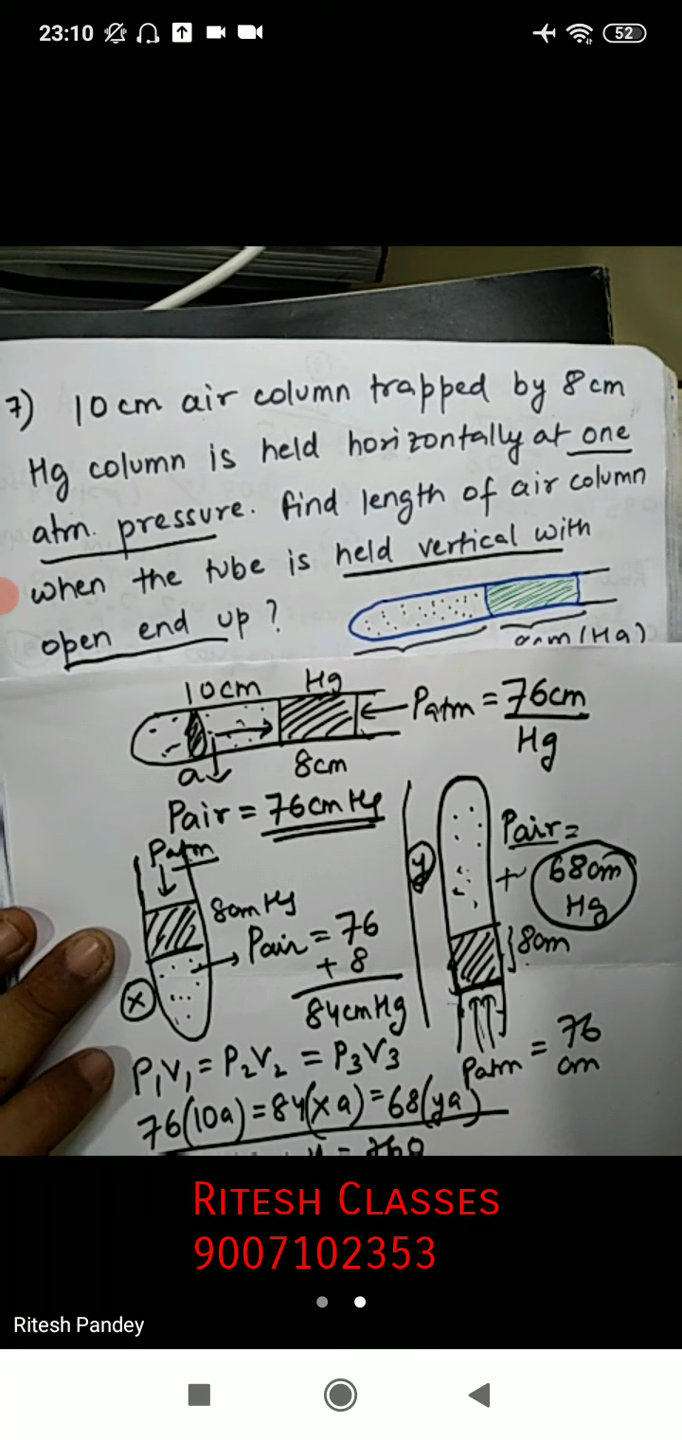 23:10
52
7) 10 cm air column trapped by 8 cm
Hg column is held horizontally at one
atm. pressure. find length of air column
when the tube is held vertical with
open end up?
10cm Hg
Patm = 76cm
Hg
a
8cm
Pair = 76cm Hg
Patm
8cm Hg
Pair = 76
+ 8
84cmHg
x
y
Pair =
68cm
Hg
8cm
Patm = 76
cm
P₁V₁ = P₂V₂ = P₃V₃
76(10a) = 84(xa) = 68(ya)
RITESH CLASSES
9007102353
Ritesh Pandey